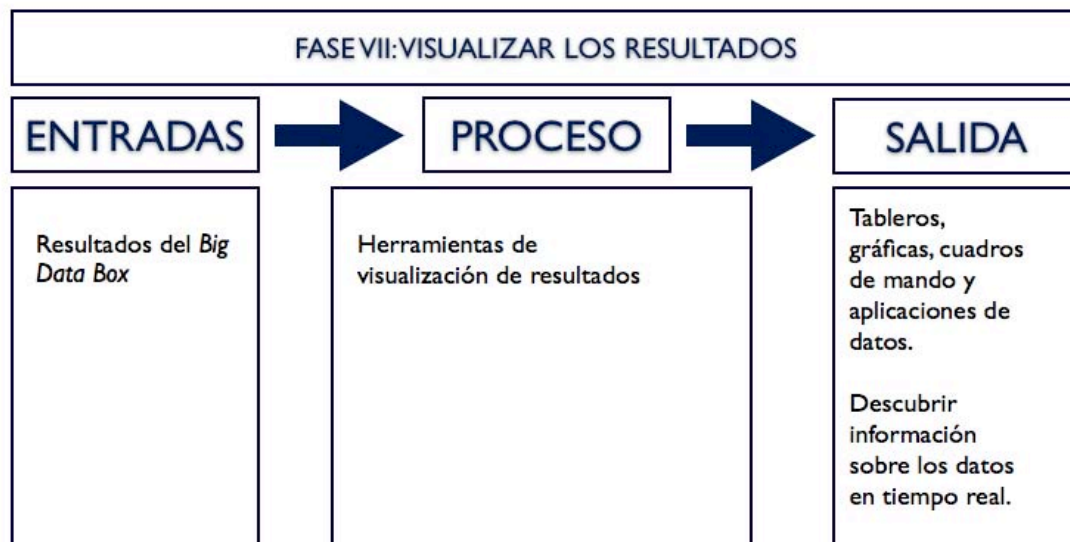 FASE VII: VISUALIZAR LOS RESULTADOS
ENTRADAS
PROCESO
SALIDA
Resultados del Big
Data Box
Herramientas de
visualización de resultados
Tableros,
gráficas, cuadros
de mando y
aplicaciones de
datos.
Descubrir
información
sobre los datos
en tiempo real.